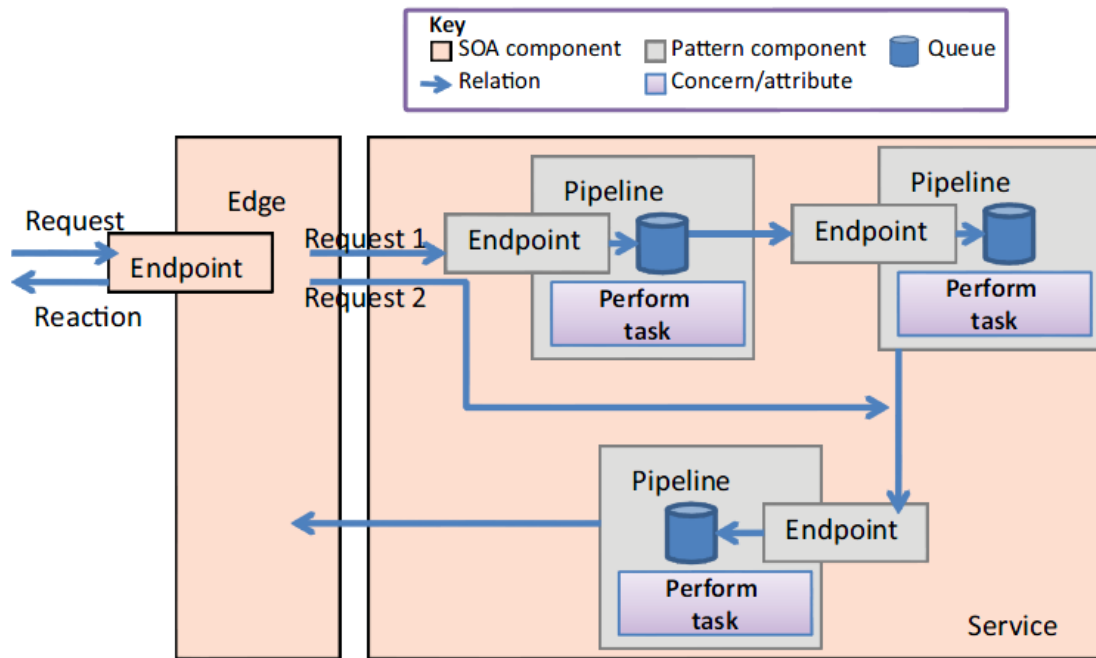 Key
SOA component
Pattern component
Queue
Relation
Concern/attribute
Edge
Request
Endpoint
Reaction
Request 1
Request 2
Pipeline
Endpoint
Perform
task
Pipeline
Endpoint
Perform
task
Pipeline
Endpoint
Perform
task
Service